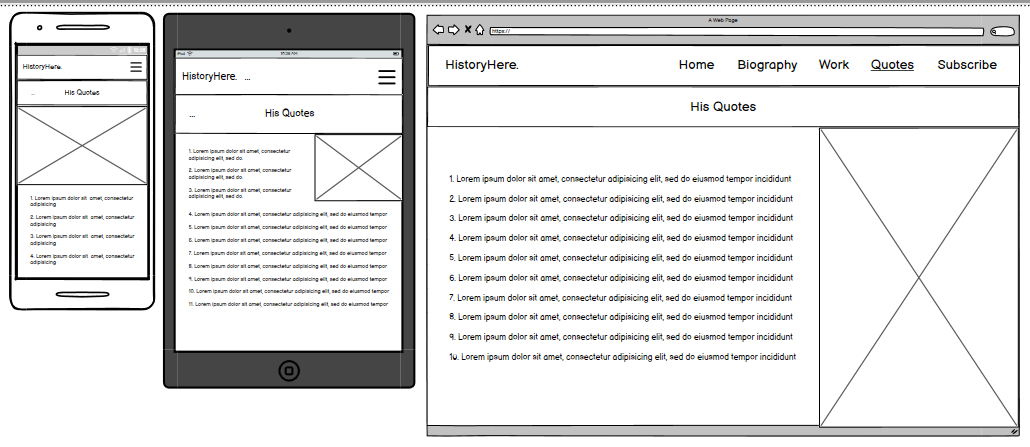 HistoryHere.
...
His Quotes
1. Lorem ipsum dolor sit amet, consectetur
adipisicing
2. Lorem ipsum dolor sit amet, consectetur
adipisicing
3. Lorem ipsum dolor sit amet, consectetur
adipisicing
4. Lorem ipsum dolor sit amet, consectetur
adipisicing
iPad
11:38 AM
HistoryHere. ...
... His Quotes
1. Lorem ipsum dolor sit amet, consectetur
adipisicing elit, sed do.
2. Lorem ipsum dolor sit amet, consectetur
adipisicing elit, sed do.
3. Lorem ipsum dolor sit amet, consectetur
adipisicing elit, sed do.
4. Lorem ipsum dolor sit amet, consectetur adipisicing elit, sed do eiusmod tempor
5. Lorem ipsum dolor sit amet, consectetur adipisicing elit, sed do eiusmod tempor
6. Lorem ipsum dolor sit amet, consectetur adipisicing elit, sed do eiusmod tempor
7. Lorem ipsum dolor sit amet, consectetur adipisicing elit, sed do eiusmod tempor
8. Lorem ipsum dolor sit amet, consectetur adipisicing elit, sed do eiusmod tempor
9. Lorem ipsum dolor sit amet, consectetur adipisicing elit, sed do eiusmod tempor
10. Lorem ipsum dolor sit amet, consectetur adipisicing elit, sed do eiusmod tempor
11. Lorem ipsum dolor sit amet, consectetur adipisicing elit, sed do eiusmod tempor
A Web Page
https://
HistoryHere. Home Biography Work Quotes Subscribe
His Quotes
1. Lorem ipsum dolor sit amet, consectetur adipisicing elit, sed do eiusmod tempor incididunt
2. Lorem ipsum dolor sit amet, consectetur adipisicing elit, sed do eiusmod tempor incididunt
3. Lorem ipsum dolor sit amet, consectetur adipisicing elit, sed do eiusmod tempor incididunt
4. Lorem ipsum dolor sit amet, consectetur adipisicing elit, sed do eiusmod tempor incididunt
5. Lorem ipsum dolor sit amet, consectetur adipisicing elit, sed do eiusmod tempor incididunt
6. Lorem ipsum dolor sit amet, consectetur adipisicing elit, sed do eiusmod tempor incididunt
7. Lorem ipsum dolor sit amet, consectetur adipisicing elit, sed do eiusmod tempor incididunt
8. Lorem ipsum dolor sit amet, consectetur adipisicing elit, sed do eiusmod tempor incididunt
9. Lorem ipsum dolor sit amet, consectetur adipisicing elit, sed do eiusmod tempor incididunt
10. Lorem ipsum dolor sit amet, consectetur adipisicing elit, sed do eiusmod tempor incididunt